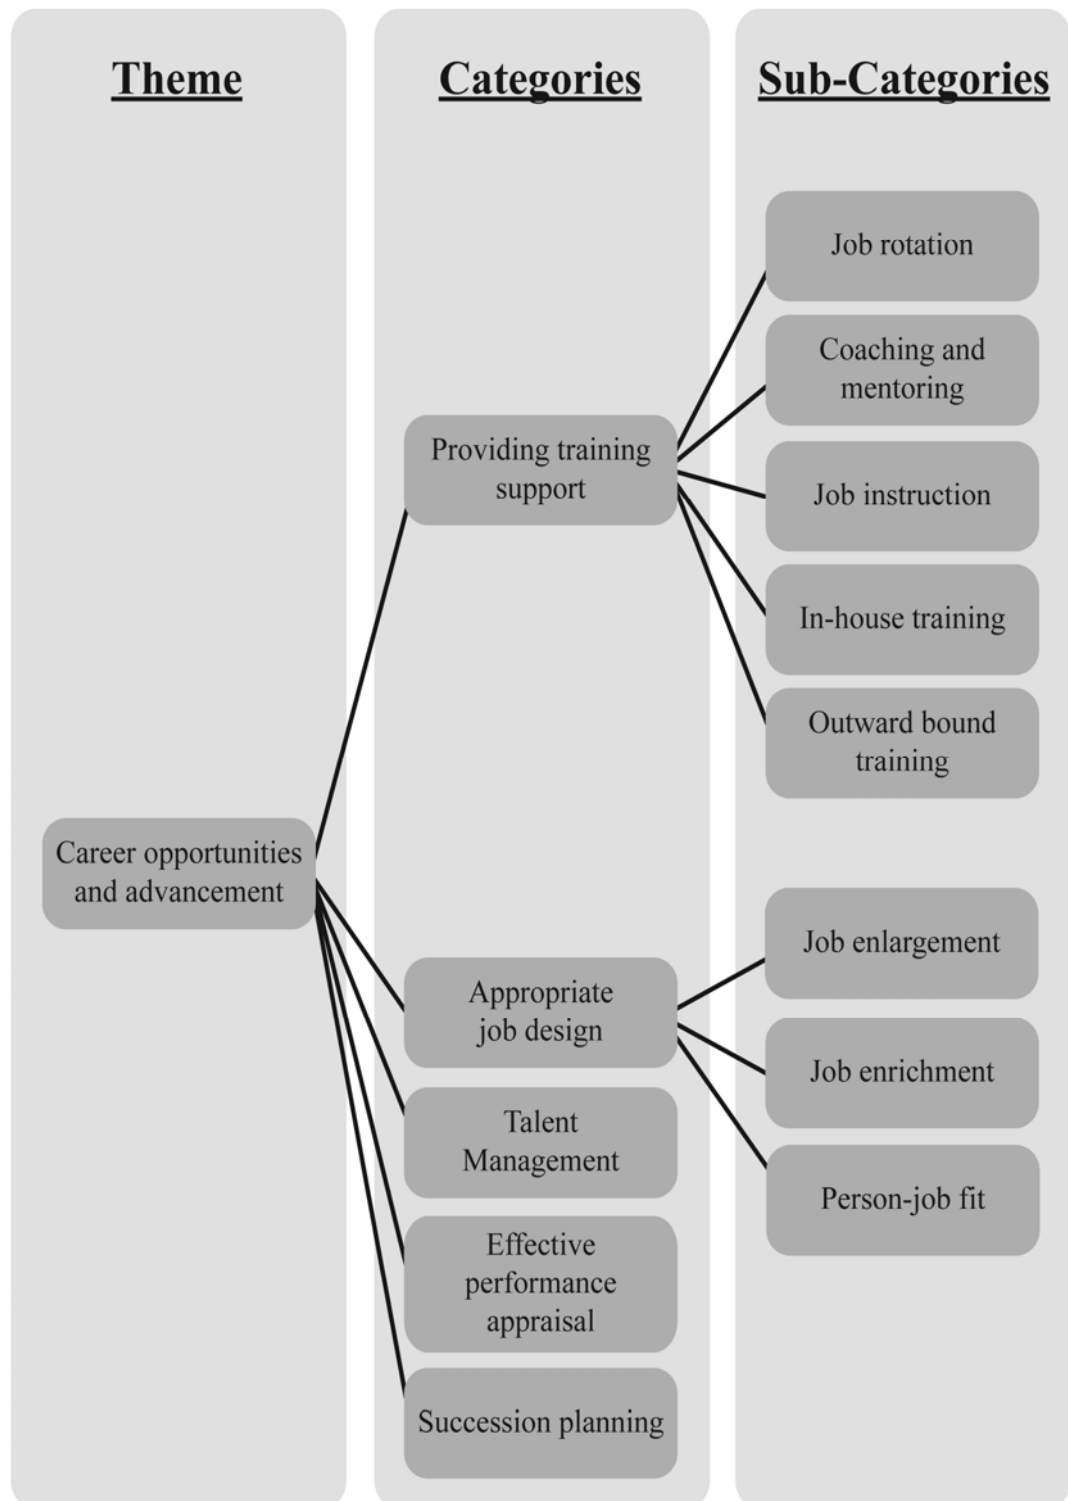 Theme
Categories
Sub-Categories
Job rotation
Coaching and
mentoring
Providing training
support
Job instruction
In-house training
Outward bound
training
Career opportunities
and advancement
Job enlargement
Appropriate
job design
Job enrichment
Talent
Management
Person-job fit
Effective
performance
appraisal
Succession planning